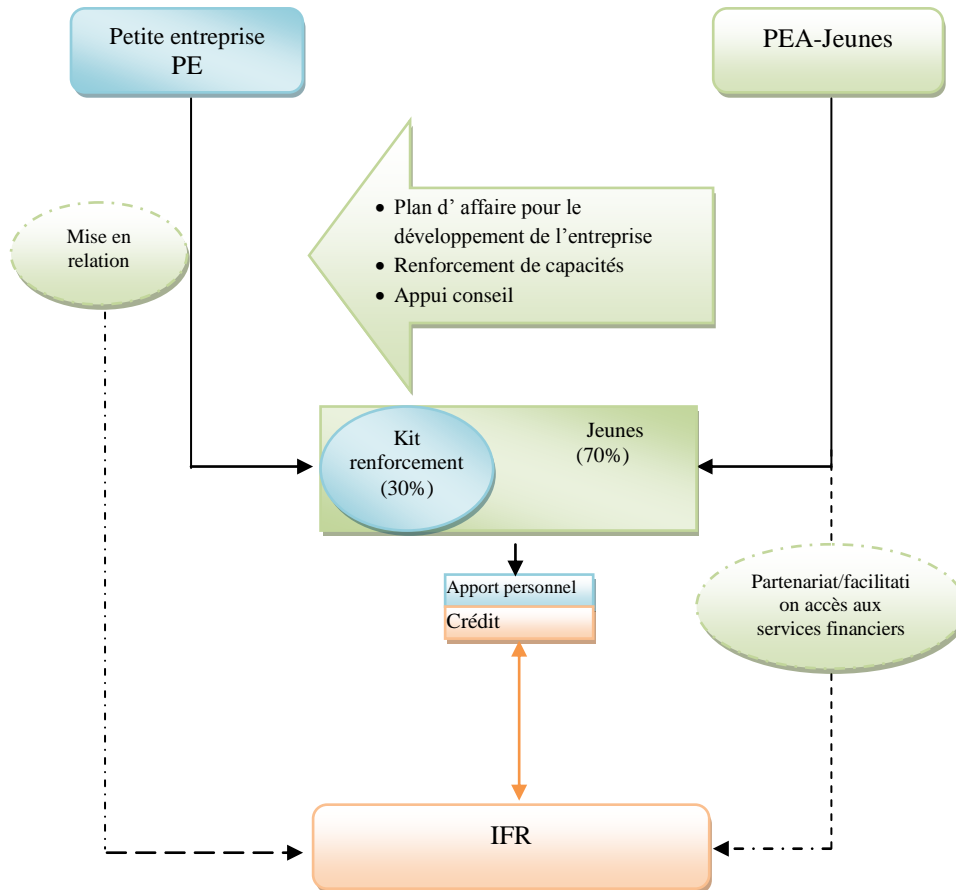 Petite entreprise
PE
PEA-Jeunes
• Plan d’ affaire pour le
développement de l’entreprise
• Renforcement de capacités
• Appui conseil
Mise en
relation
Kit
renforcement
(30%)
Jeunes
(70%)
Apport personnel
Crédit
Partenariat/facilitati
on accès aux
services financiers
IFR